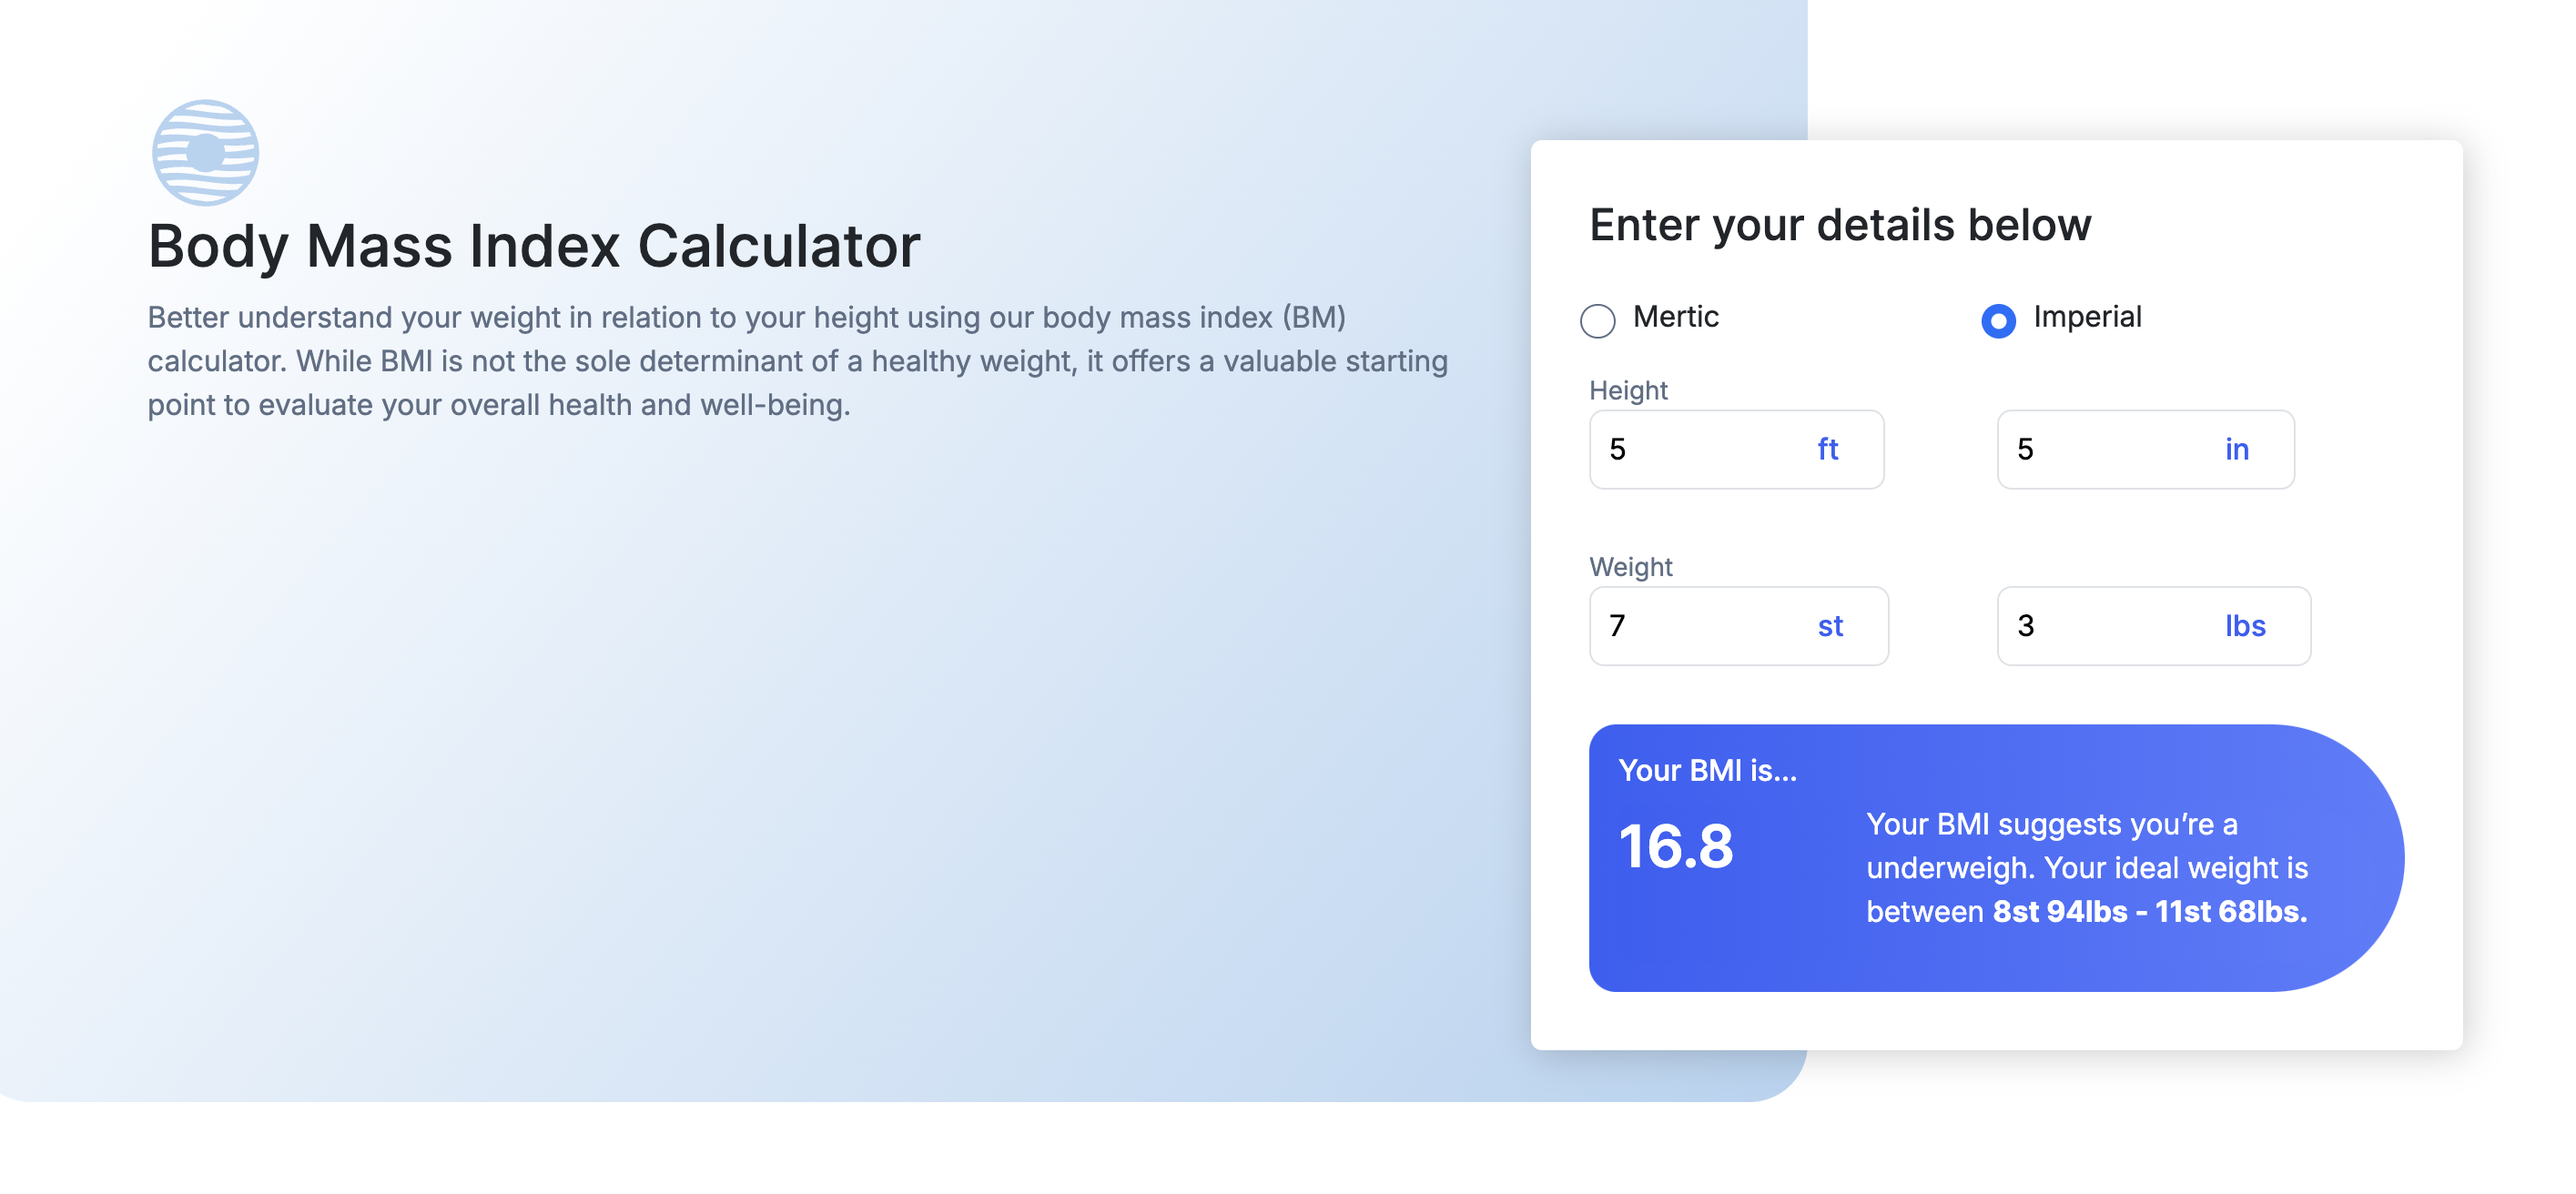 Body Mass Index Calculator
Better understand your weight in relation to your height using our body mass index (BM)
calculator. While BMI is not the sole determinant of a healthy weight, it offers a valuable starting
point to evaluate your overall health and well-being.
Enter your details below
Mertic
Imperial
Height
5 ft
5 in
Weight
7 st
3 lbs
Your BMI is...
16.8
Your BMI suggests you’re a
underweigh. Your ideal weight is
between 8st 94lbs - 11st 68lbs.